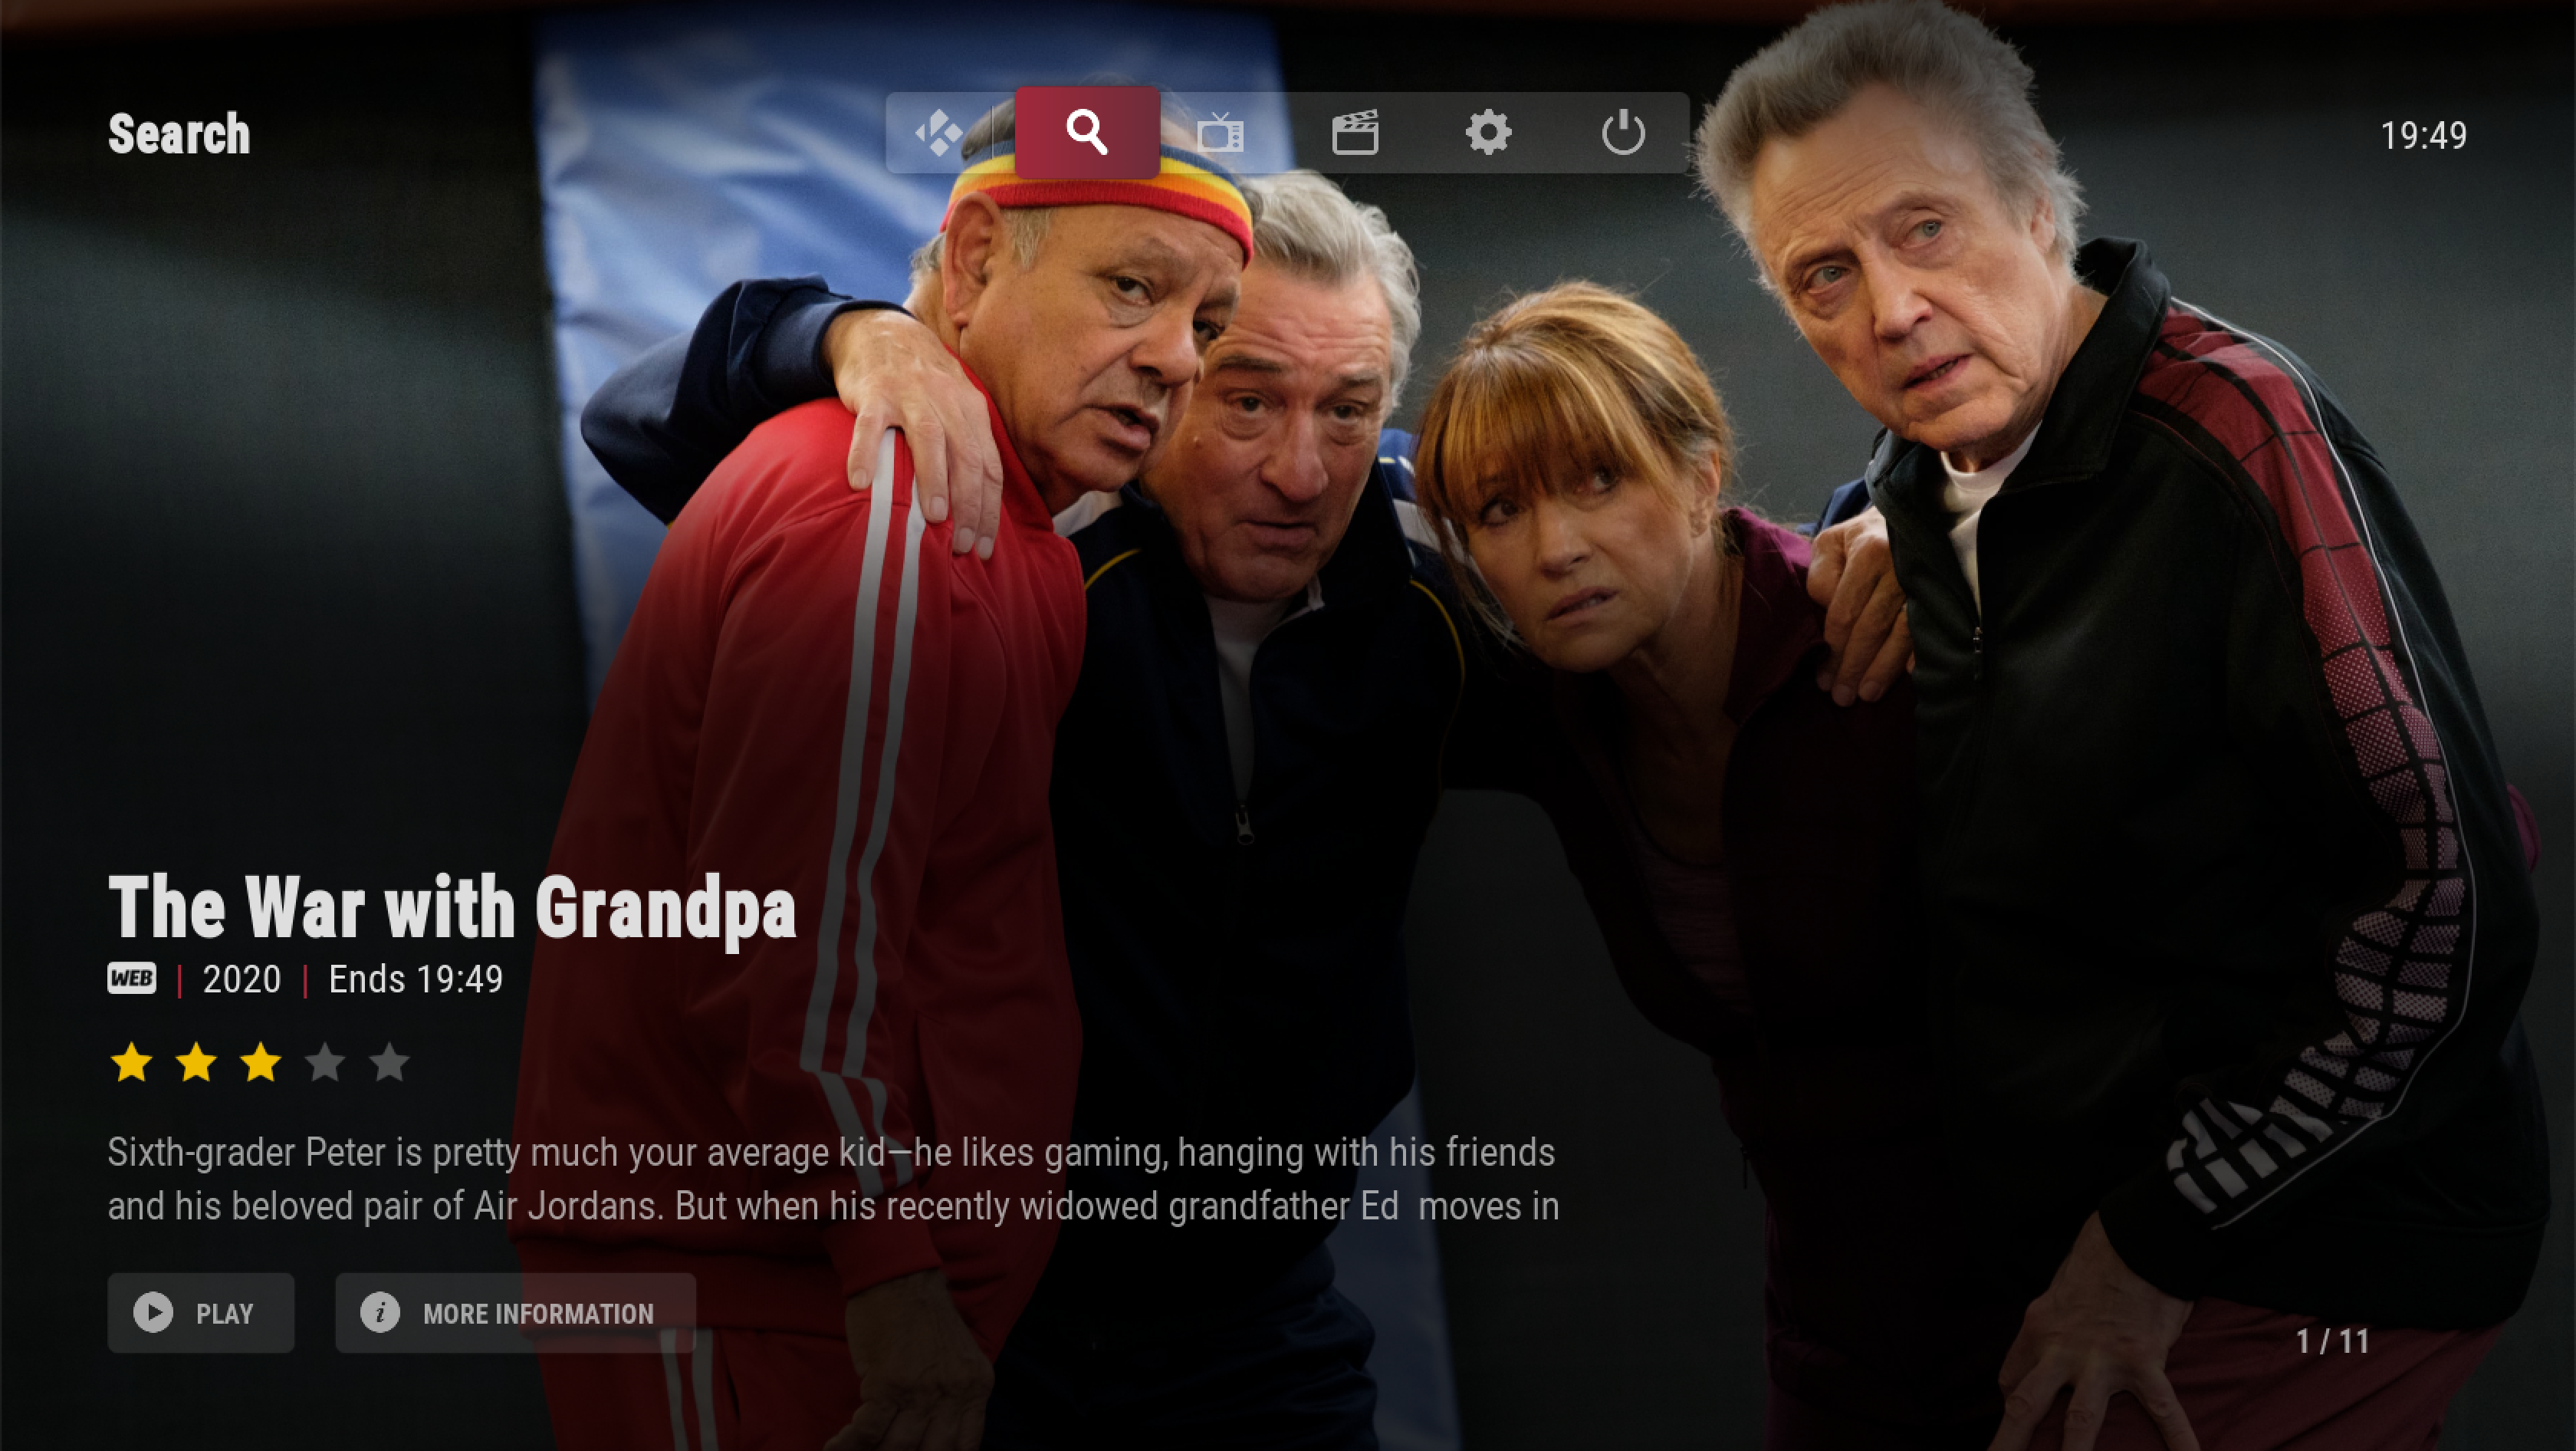 Search
19:49
The War with Grandpa
WEB | 2020 | Ends 19:49
Sixth-grader Peter is pretty much your average kid—he likes gaming, hanging with his friends
and his beloved pair of Air Jordans. But when his recently widowed grandfather Ed  moves in
PLAY
MORE INFORMATION
1 / 11